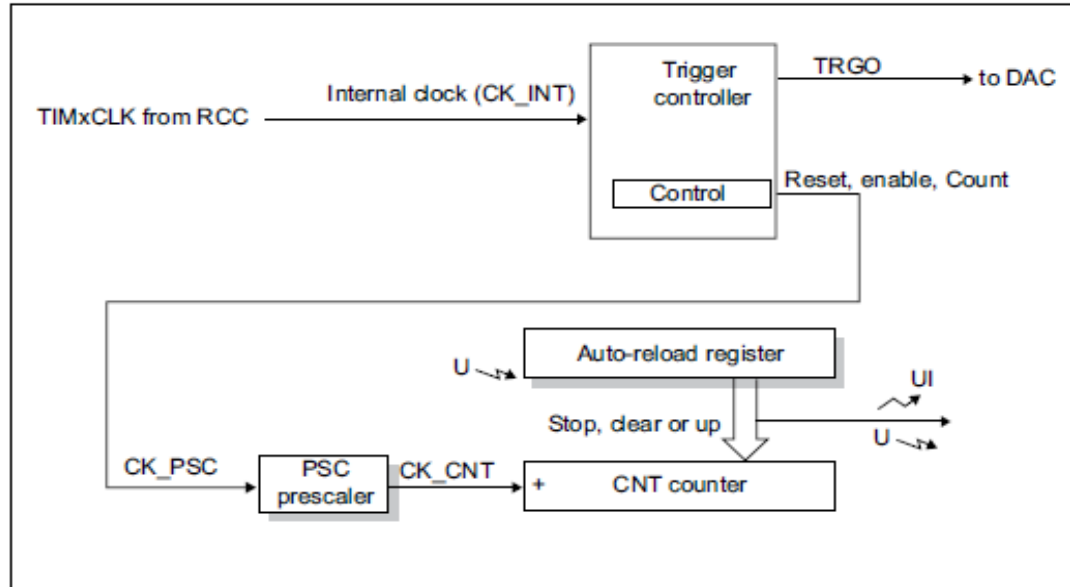 Trigger
controller
TRGO
to DAC
Internal clock (CK_INT)
TIMxCLK from RCC
Control
Reset, enable, Count
Auto-reload register
U
UI
Stop, clear or up
U
CK_PSC
PSC
prescaler
CK_CNT
+
CNT counter